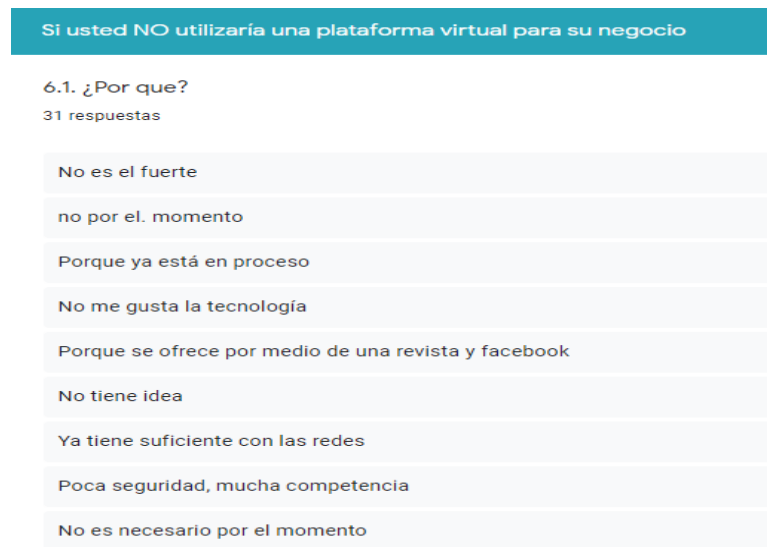 Si usted NO utilizaría una plataforma virtual para su negocio
6.1. ¿Por que?
31 respuestas
No es el fuerte
no por el. momento
Porque ya está en proceso
No me gusta la tecnología
Porque se ofrece por medio de una revista y facebook
No tiene idea
Ya tiene suficiente con las redes
Poca seguridad, mucha competencia
No es necesario por el momento